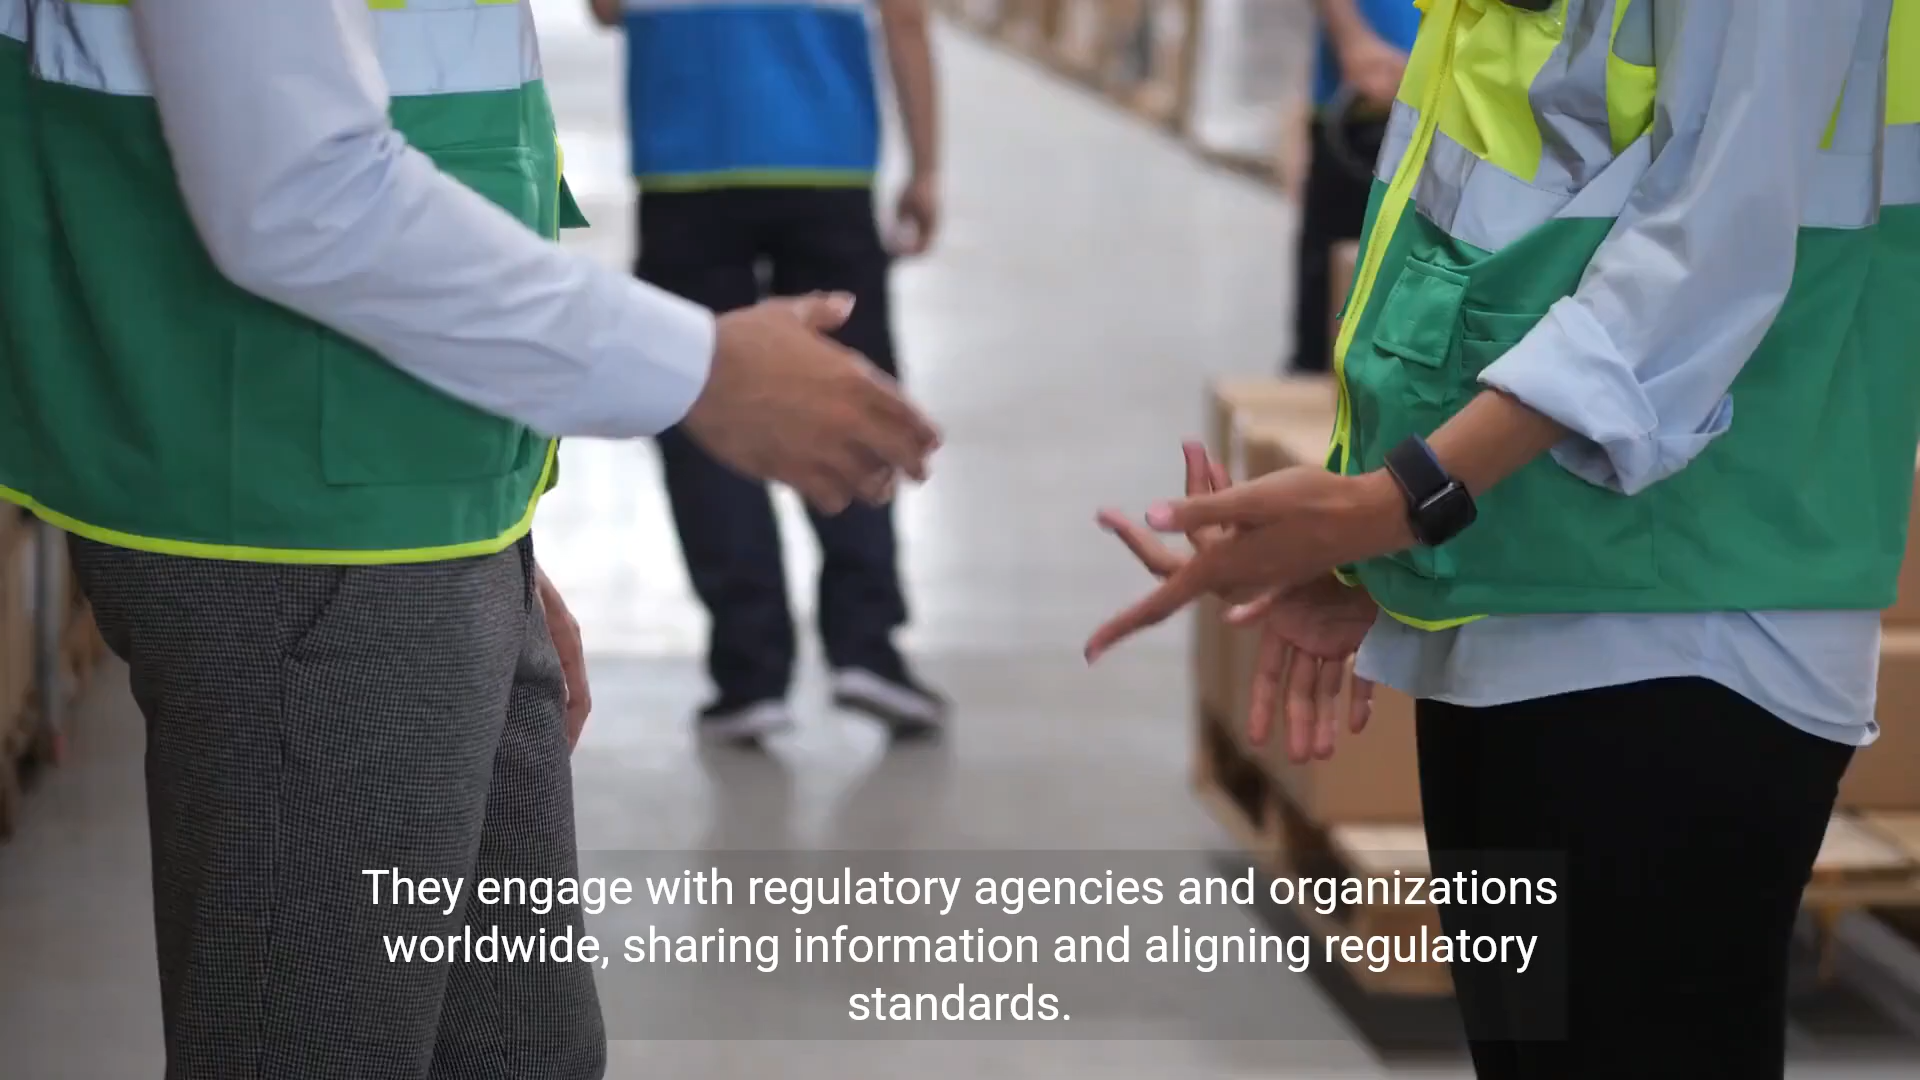 They engage with regulatory agencies and organizations
worldwide, sharing information and aligning regulatory
standards.